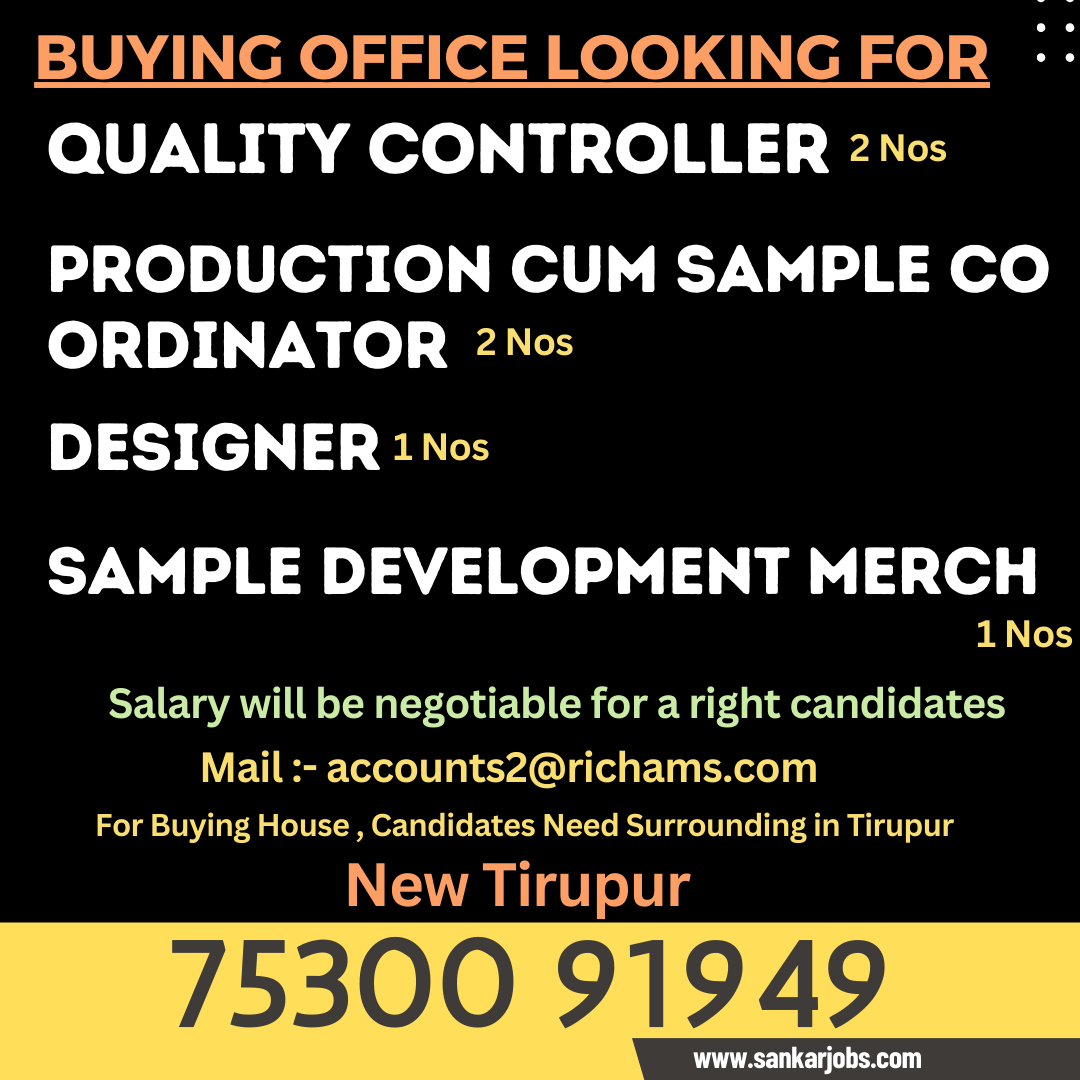 BUYING OFFICE LOOKING FOR
QUALITY CONTROLLER 2 Nos
PRODUCTION CUM SAMPLE CO
ORDINATOR 2 Nos
DESIGNER 1 Nos
SAMPLE DEVELOPMENT MERCH
1 Nos
Salary will be negotiable for a right candidates
Mail :- accounts2@richams.com
For Buying House , Candidates Need Surrounding in Tirupur
New Tirupur
75300 91949
www.sankarjobs.com